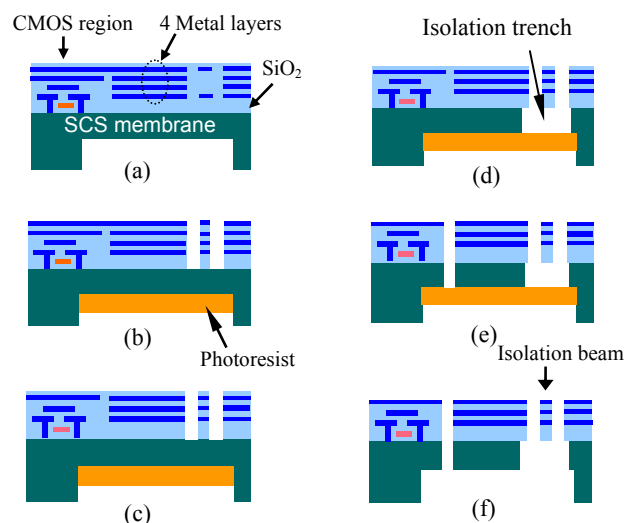 CMOS region
4 Metal layers
SiO₂
SCS membrane
(a)
Isolation trench
(d)
(b)
Photoresist
(e)
Isolation beam
(c)
(f)